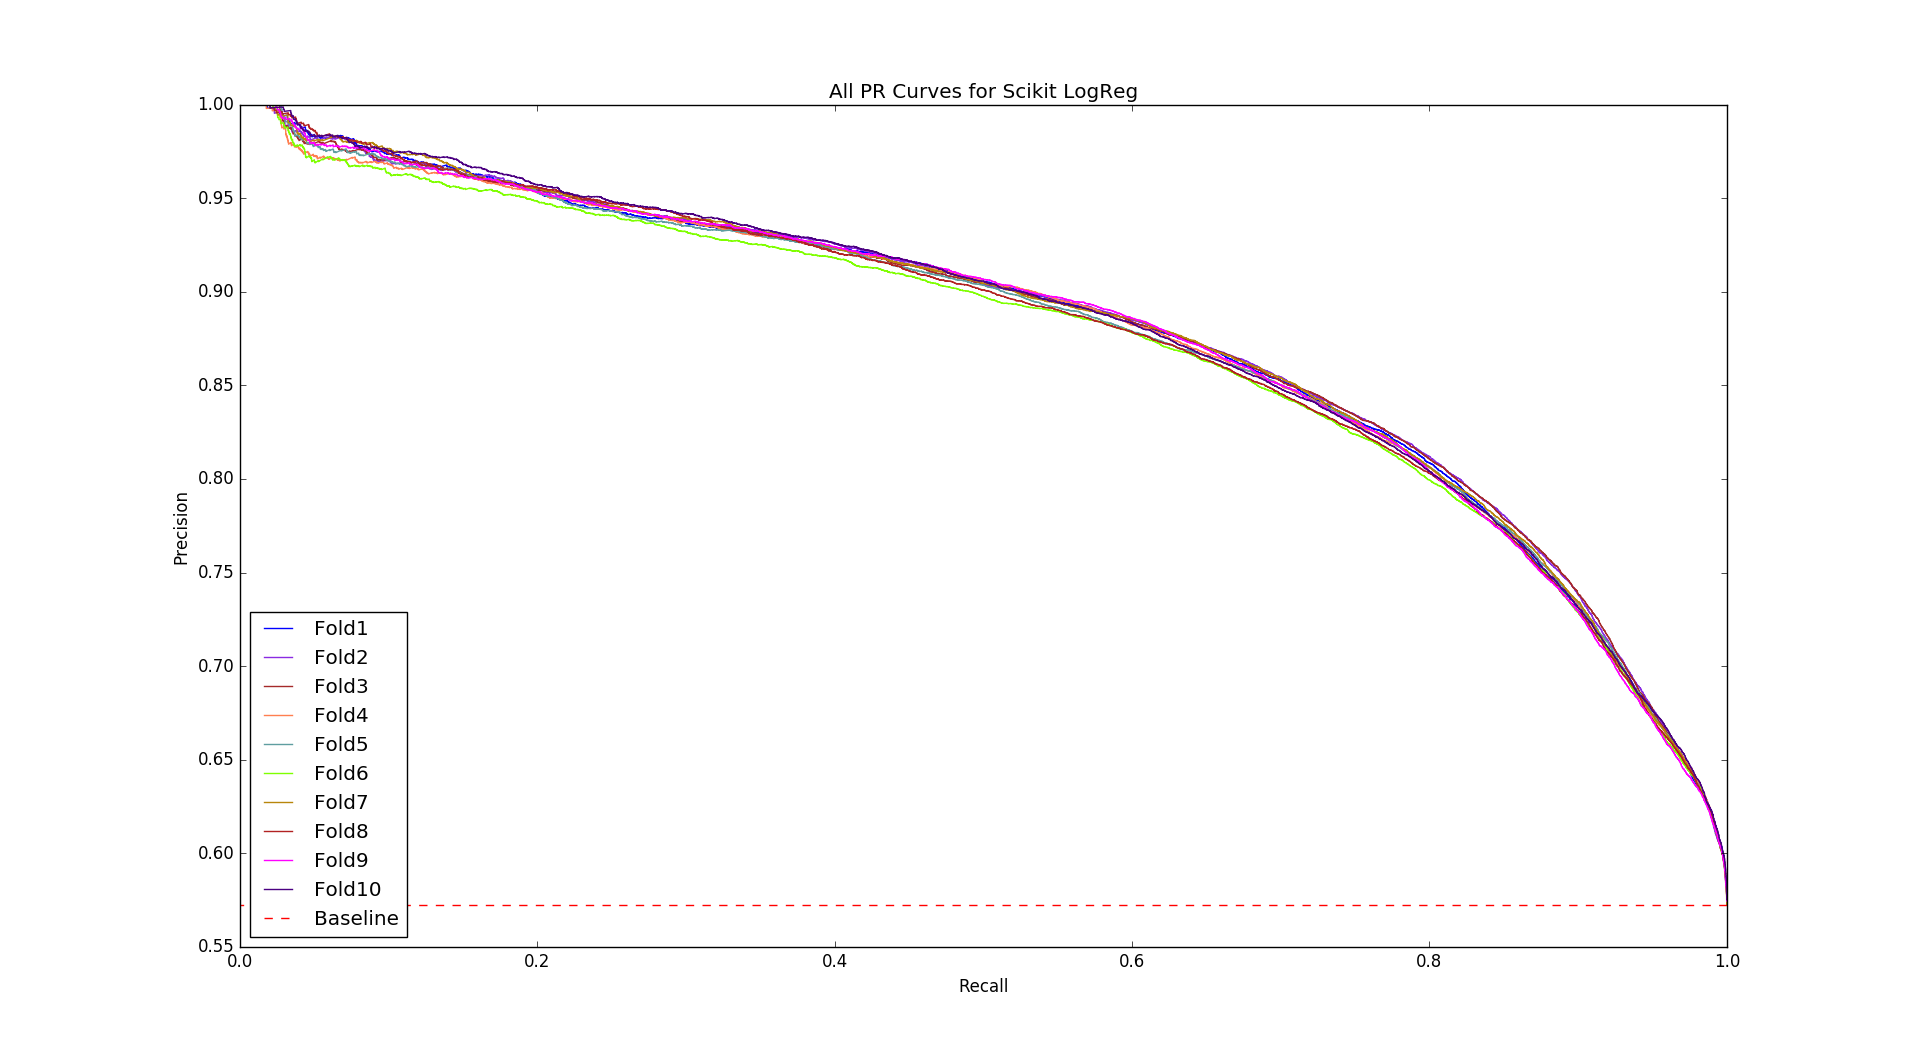 All PR Curves for Scikit LogReg
1.00
0.95
0.90
0.85
0.80
0.75
0.70
0.65
0.60
0.55
Precision
Fold1
Fold2
Fold3
Fold4
Fold5
Fold6
Fold7
Fold8
Fold9
Fold10
Baseline
0.0 0.2 0.4 0.6 0.8 1.0
Recall